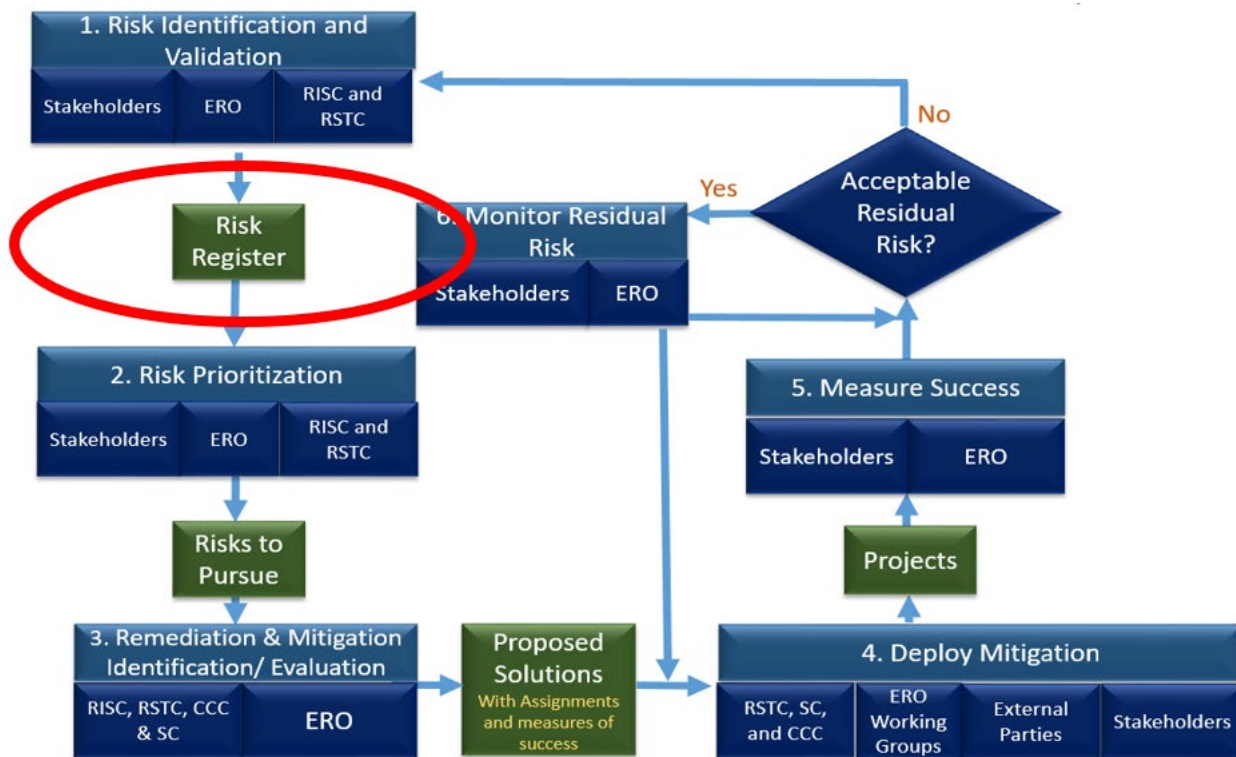 1. Risk Identification and
Validation
Stakeholders
ERO
RISC and
RSTC
Risk
Register
2. Risk Prioritization
Stakeholders
ERO
RISC and
RSTC
Risks to
Pursue
3. Remediation & Mitigation
Identification/ Evaluation
RISC, RSTC, CCC
& SC
ERO
Proposed
Solutions
With Assignments
and measures of
success
4. Deploy Mitigation
RSTC, SC,
and CCC
ERO
Working
Groups
External
Parties
Stakeholders
Projects
5. Measure Success
Stakeholders
ERO
Acceptable
Residual
Risk?
No
Yes
6. Monitor Residual
Risk
Stakeholders
ERO